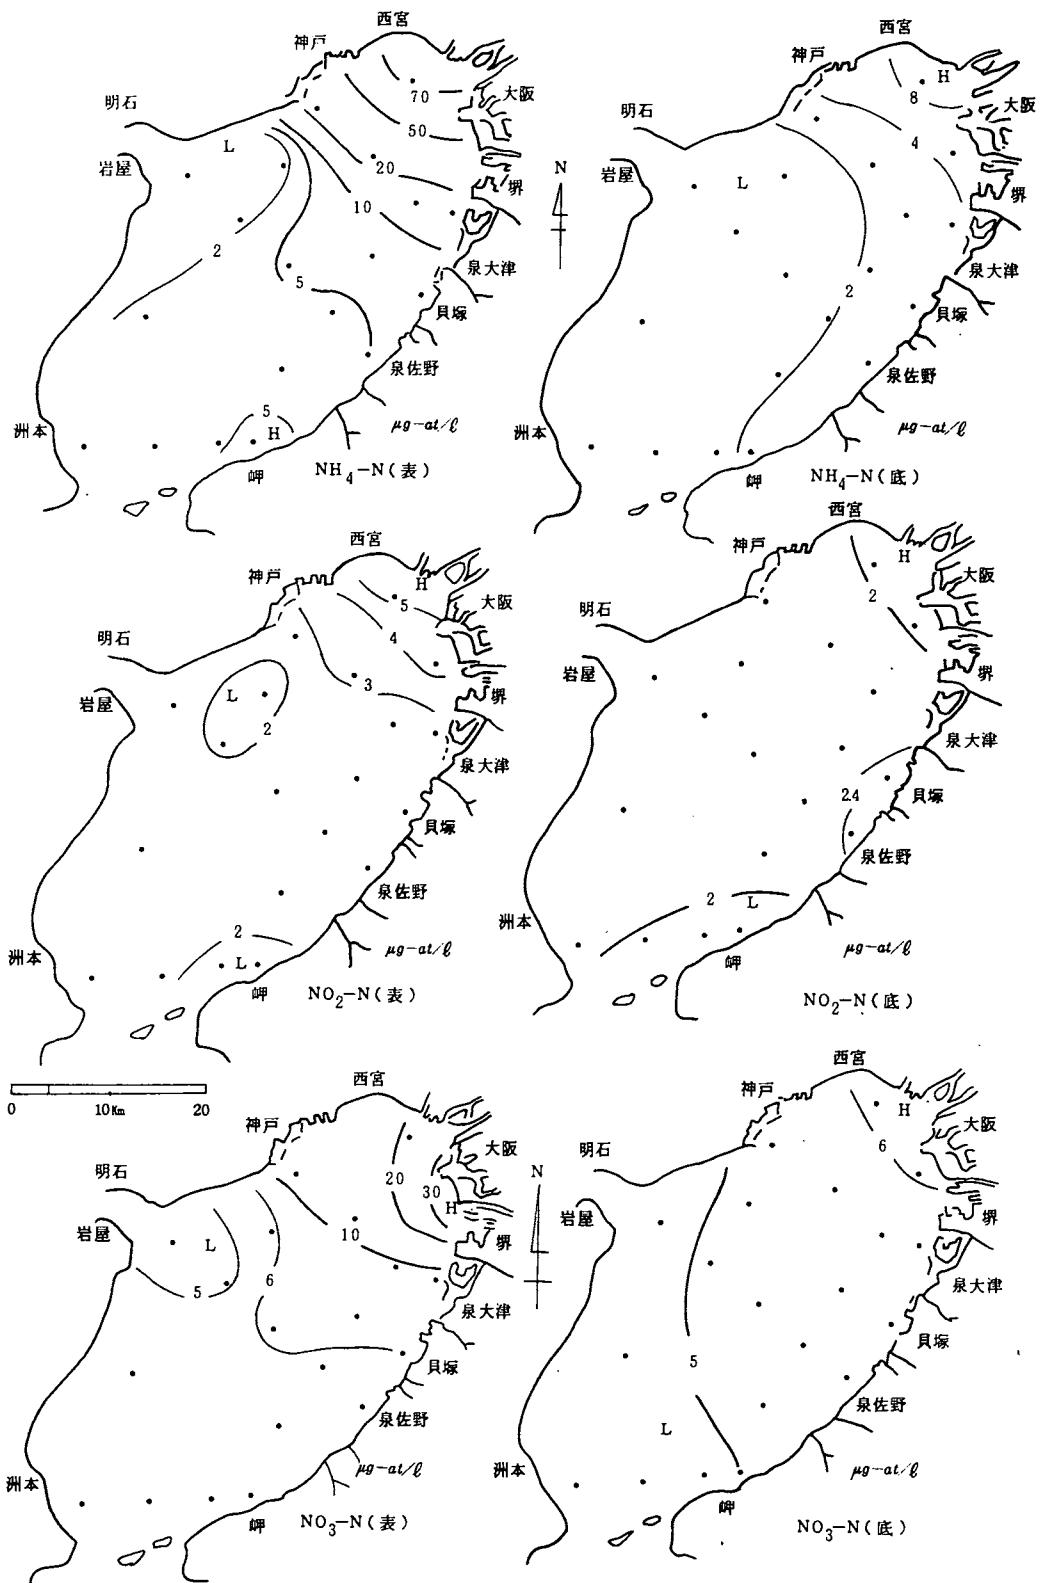 西宮
神戸
明石
岩屋
L
70
大阪
50
20
堺
10
2
泉大津
5
貝塚
泉佐野
5
H
洲本
岬
μg-at/ℓ
NH₄-N(表)
N
西宮
神戸
明石
岩屋
L
H
8
大阪
4
堺
泉大津
2
貝塚
泉佐野
洲本
岬
μg-at/ℓ
NH₄-N(底)
西宮
神戸
明石
岩屋
H
5
大阪
4
3
L
堺
2
泉大津
貝塚
泉佐野
2
L
洲本
岬
μg-at/ℓ
NO₂-N(表)
西宮
神戸
明石
岩屋
H
大阪
2
堺
泉大津
2.4
貝塚
泉佐野
2
L
洲本
岬
μg-at/ℓ
NO₂-N(底)
0 10Km 20
西宮
神戸
明石
岩屋
大阪
20
30
H
L
10
堺
5
6
泉大津
貝塚
泉佐野
洲本
岬
μg-at/ℓ
NO₃-N(表)
N
西宮
神戸
明石
岩屋
H
大阪
6
堺
泉大津
貝塚
5
泉佐野
L
洲本
岬
μg-at/ℓ
NO₃-N(底)